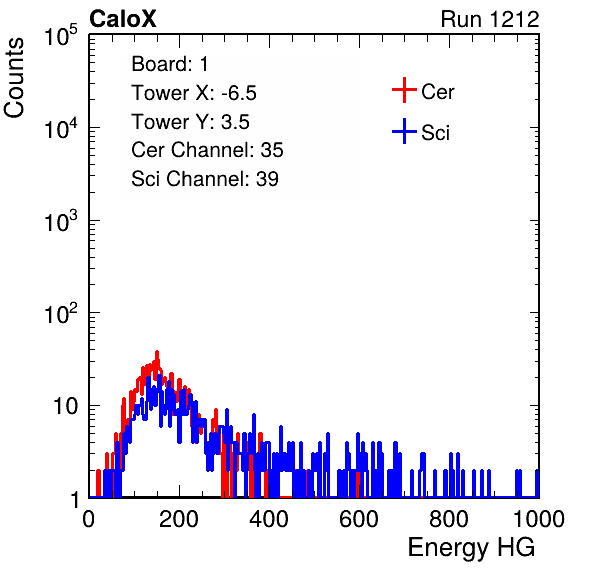 CaloX Run 1212
Counts
10^5
10^4
10^3
10^2
10
1
Board: 1
Tower X: -6.5
Tower Y: 3.5
Cer Channel: 35
Sci Channel: 39
Cer
Sci
0 200 400 600 800 1000
Energy HG